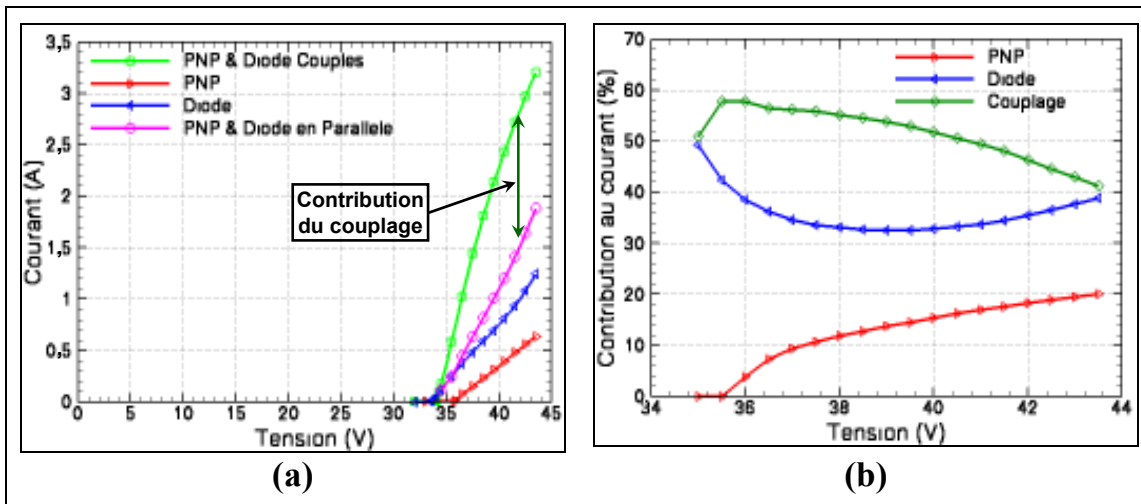 3,5
3
2,5
2
1,5
1
0,5
0
PNP & Diode Couples
PNP
Diode
PNP & Diode en Parallele
Contribution
du couplage
Courant (A)
0 5 10 15 20 25 30 35 40 45
Tension (V)
(a)
70
60
50
40
30
20
10
0
PNP
Diode
Couplage
Contribution au courant (%)
34 36 38 40 42 44
Tension (V)
(b)